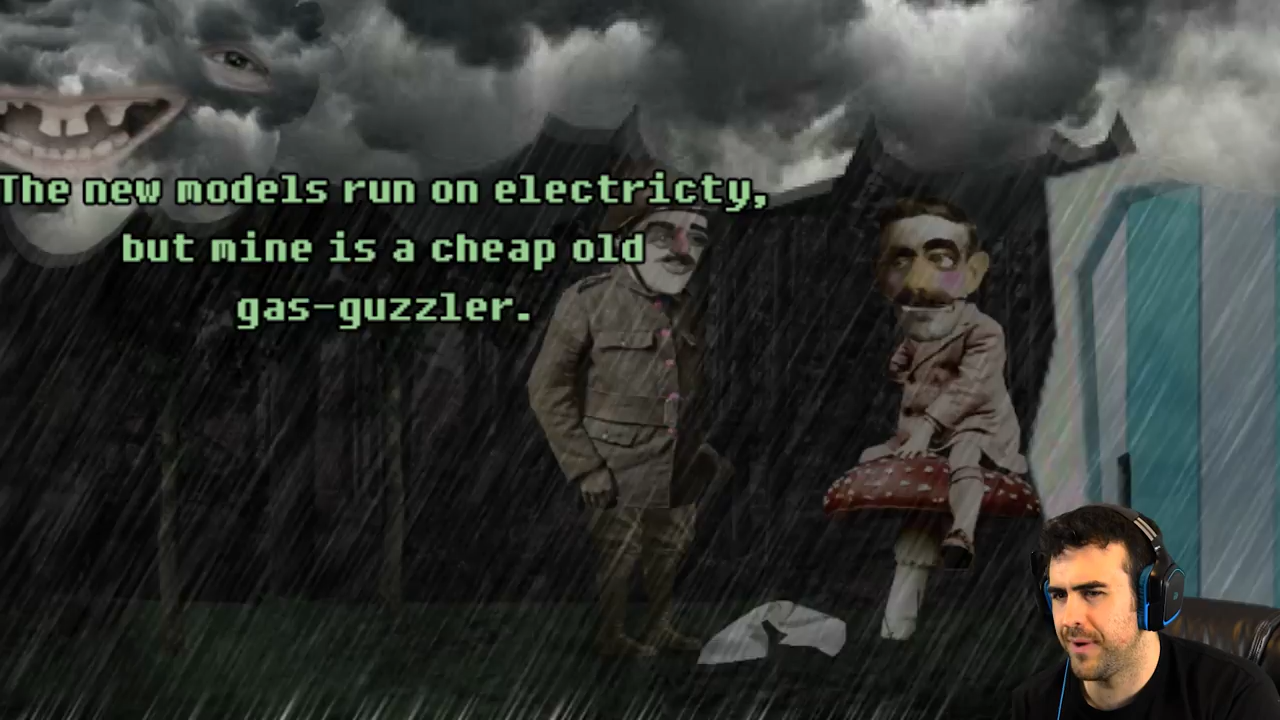 The new models run on electricty,
but mine is a cheap old
gas-guzzler.